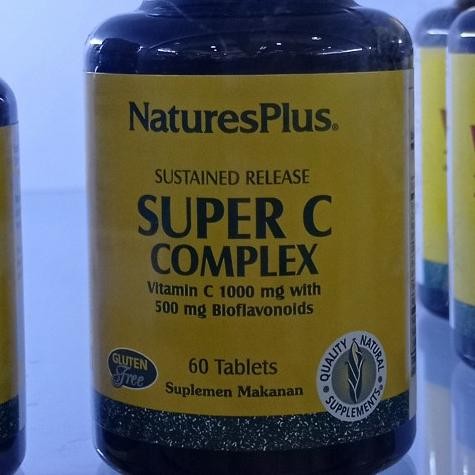 NaturesPlus®
SUSTAINED RELEASE
SUPER C
COMPLEX
Vitamin C 1000 mg with
500 mg Bioflavonoids
GLUTEN
Free
60 Tablets
Suplemen Makanan
QUALITY NATURAL
SUPPLEMENTS